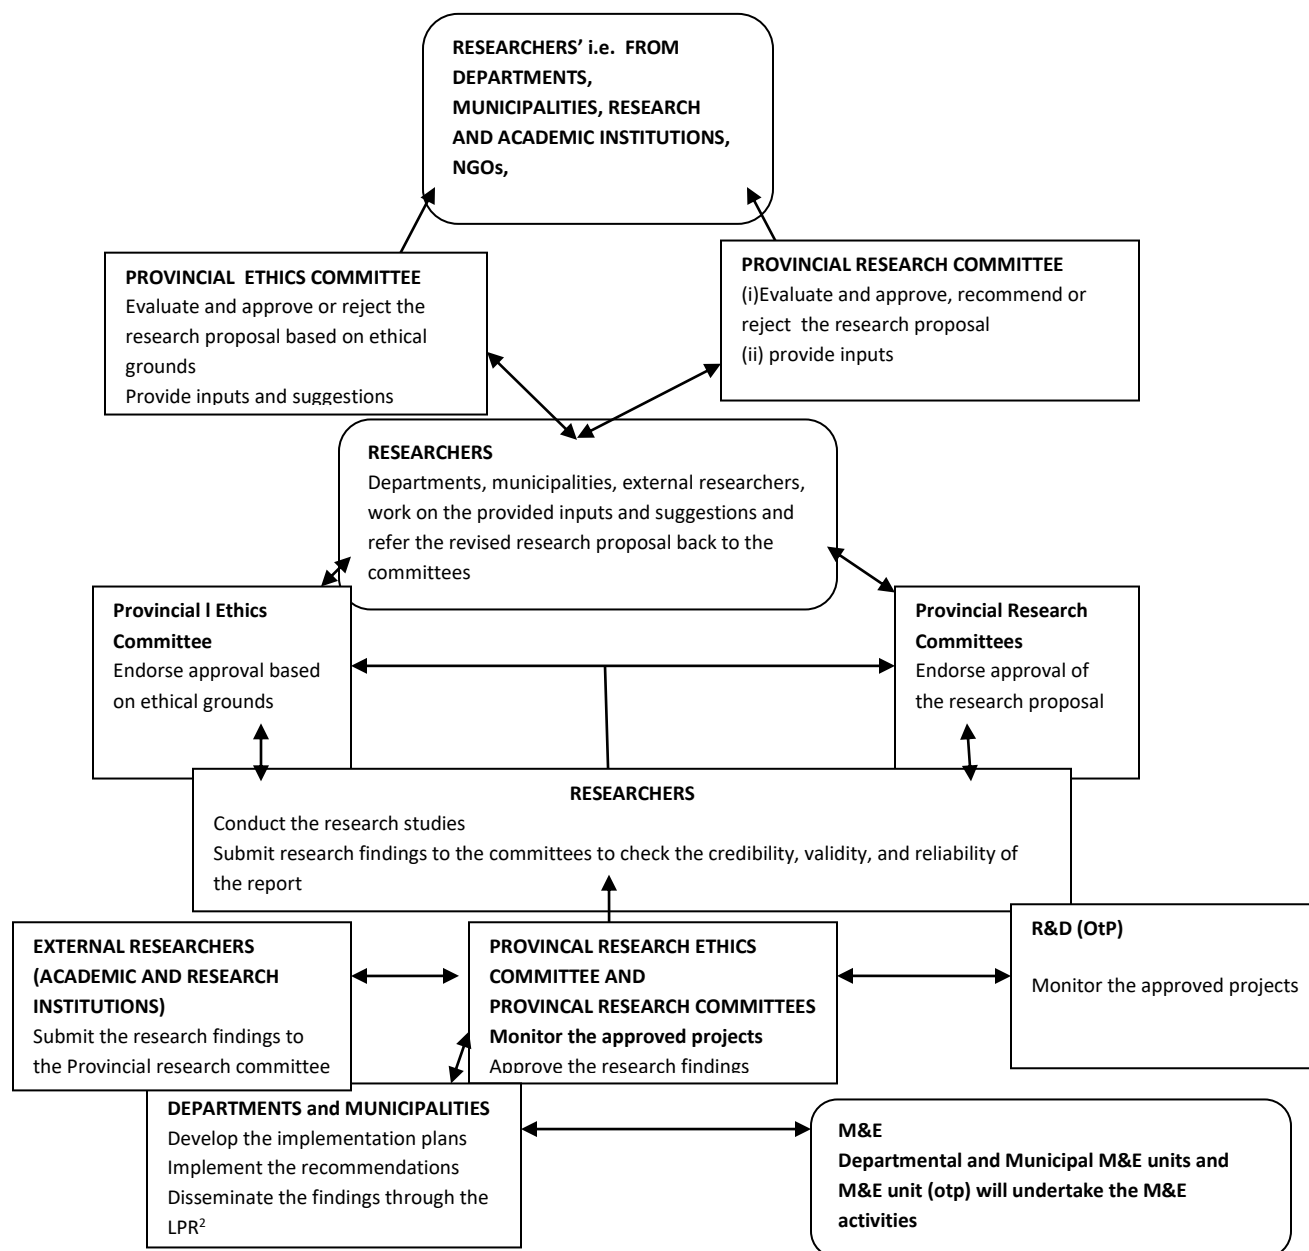 RESEARCHERS’ i.e. FROM
DEPARTMENTS,
MUNICIPALITIES, RESEARCH
AND ACADEMIC INSTITUTIONS,
NGOs,
PROVINCIAL ETHICS COMMITTEE
Evaluate and approve or reject the
research proposal based on ethical
grounds
Provide inputs and suggestions
PROVINCIAL RESEARCH COMMITTEE
(i)Evaluate and approve, recommend or
reject the research proposal
(ii) provide inputs
RESEARCHERS
Departments, municipalities, external researchers,
work on the provided inputs and suggestions and
refer the revised research proposal back to the
committees
Provincial l Ethics
Committee
Endorse approval based
on ethical grounds
Provincial Research
Committees
Endorse approval of
the research proposal
RESEARCHERS
Conduct the research studies
Submit research findings to the committees to check the credibility, validity, and reliability of
the report
EXTERNAL RESEARCHERS
(ACADEMIC AND RESEARCH
INSTITUTIONS)
Submit the research findings to
the Provincial research committee
PROVINCAL RESEARCH ETHICS
COMMITTEE AND
PROVINCAL RESEARCH COMMITTEES
Monitor the approved projects
Approve the research findings
R&D (OtP)
Monitor the approved projects
DEPARTMENTS and MUNICIPALITIES
Develop the implementation plans
Implement the recommendations
Disseminate the findings through the
LPR²
M&E
Departmental and Municipal M&E units and
M&E unit (otp) will undertake the M&E
activities